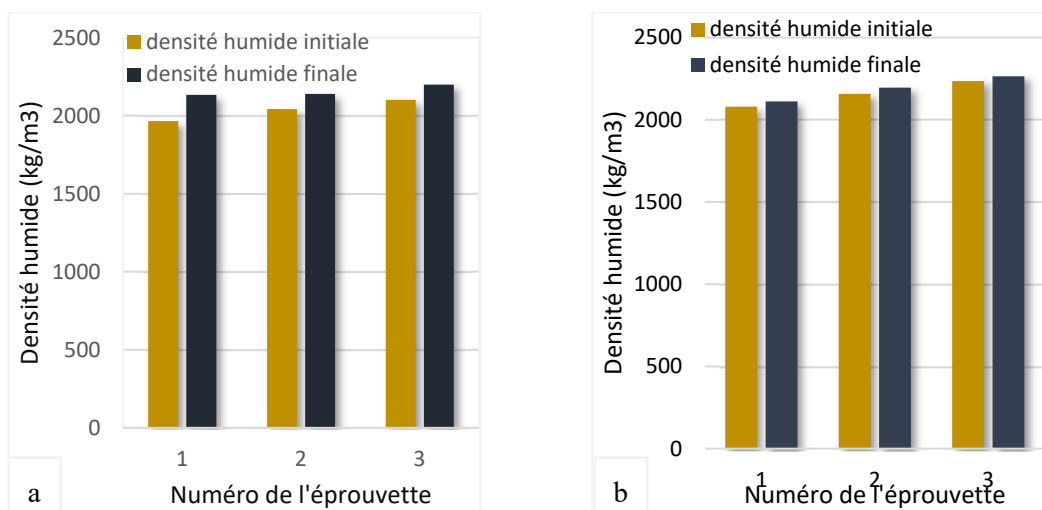 2500
2000
1500
1000
500
0
densité humide initiale
densité humide finale
Densité humide (kg/m3)
1 2 3
Numéro de l'éprouvette
a
2500
2000
1500
1000
500
0
densité humide initiale
densité humide finale
Densité humide (kg/m3)
1 2 3
Numéro de l'éprouvette
b